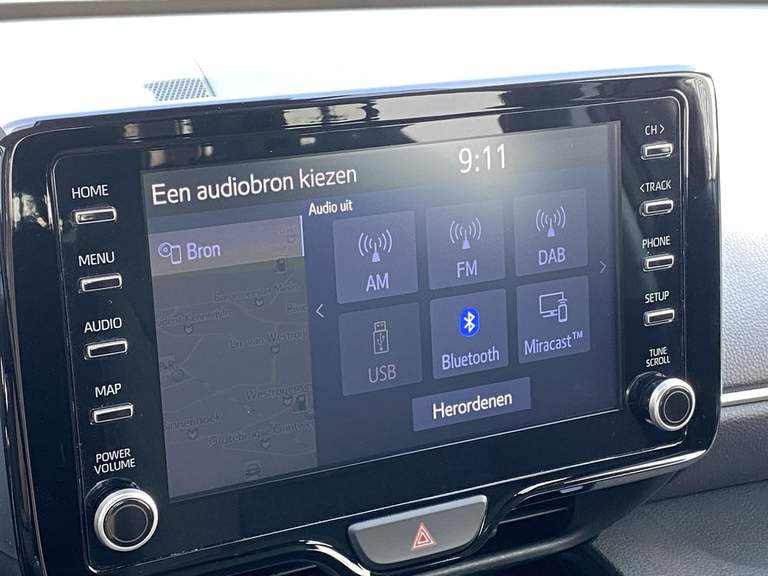 HOME
MENU
AUDIO
MAP
POWER
VOLUME
Een audiobron kiezen
9:11
Bron
Audio uit
AM
FM
DAB
USB
Bluetooth
Miracast™
Herordenen
CH>
<TRACK
PHONE
SETUP
TUNE
SCROLL